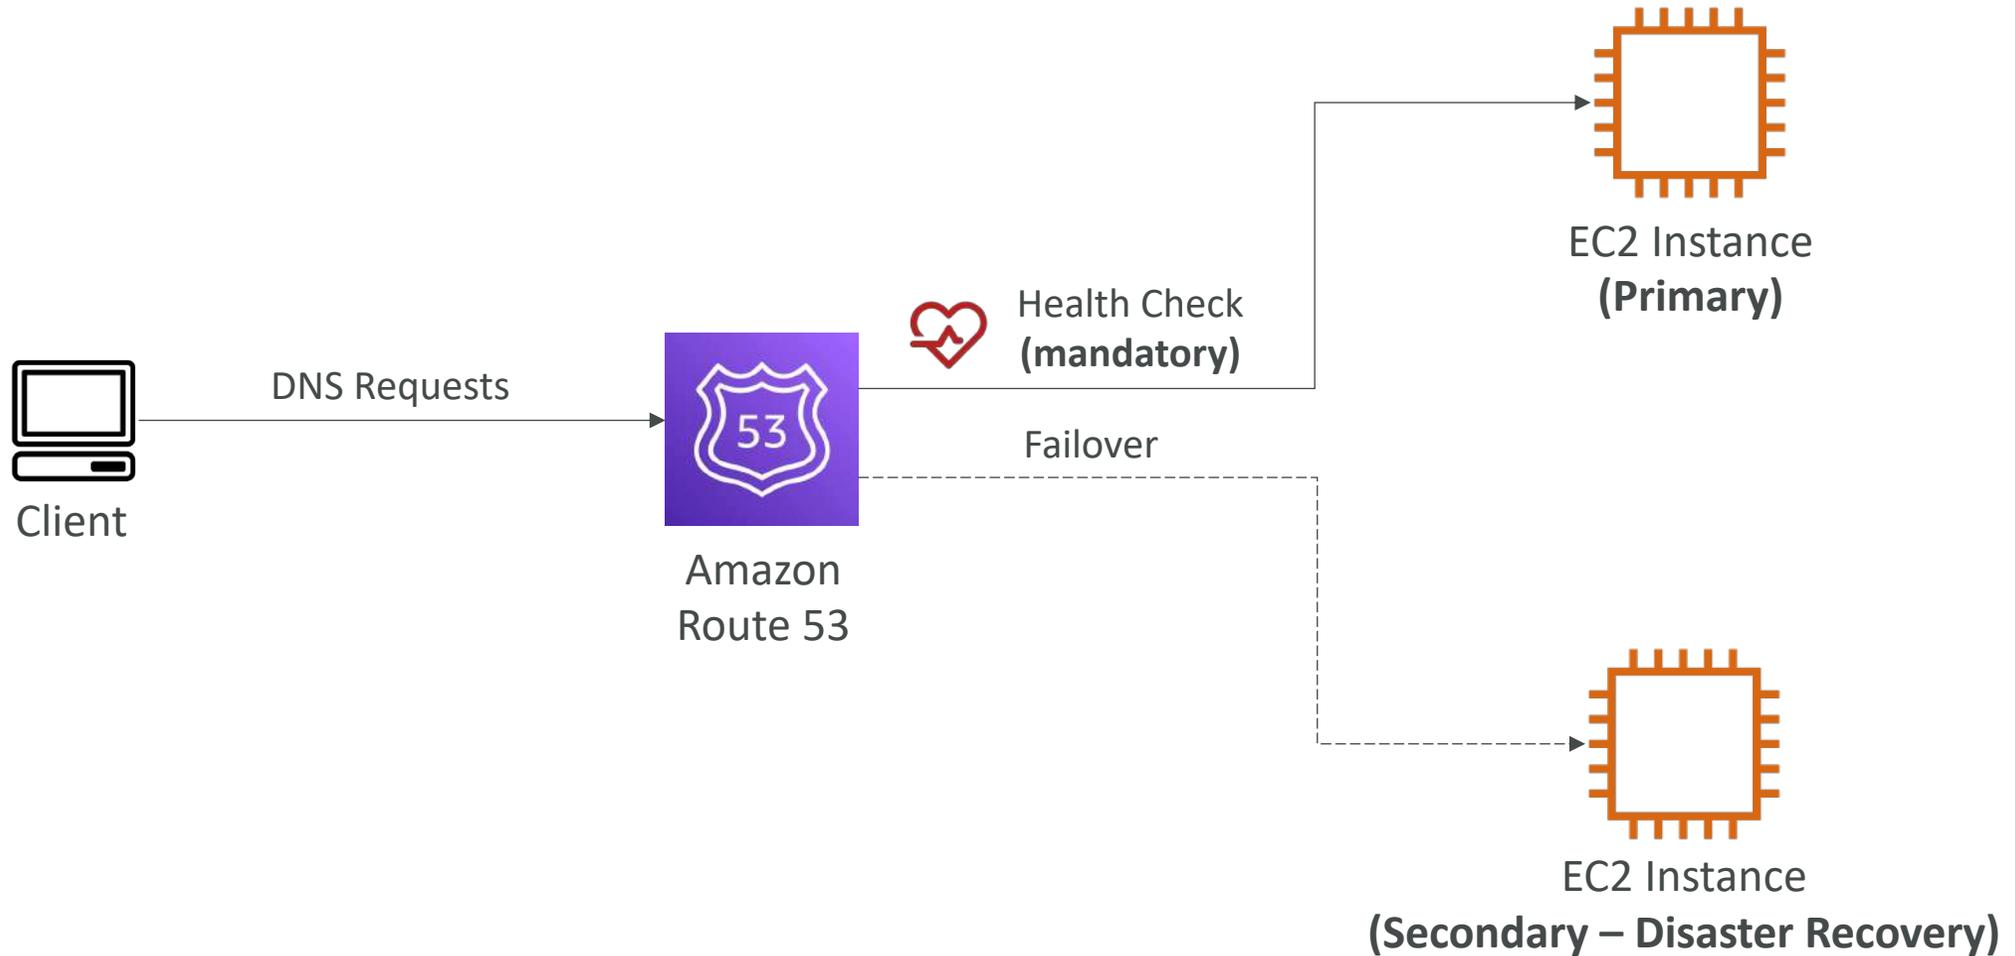 EC2 Instance
(Primary)
Health Check
(mandatory)
DNS Requests
53
Failover
Client
Amazon
Route 53
EC2 Instance
(Secondary – Disaster Recovery)